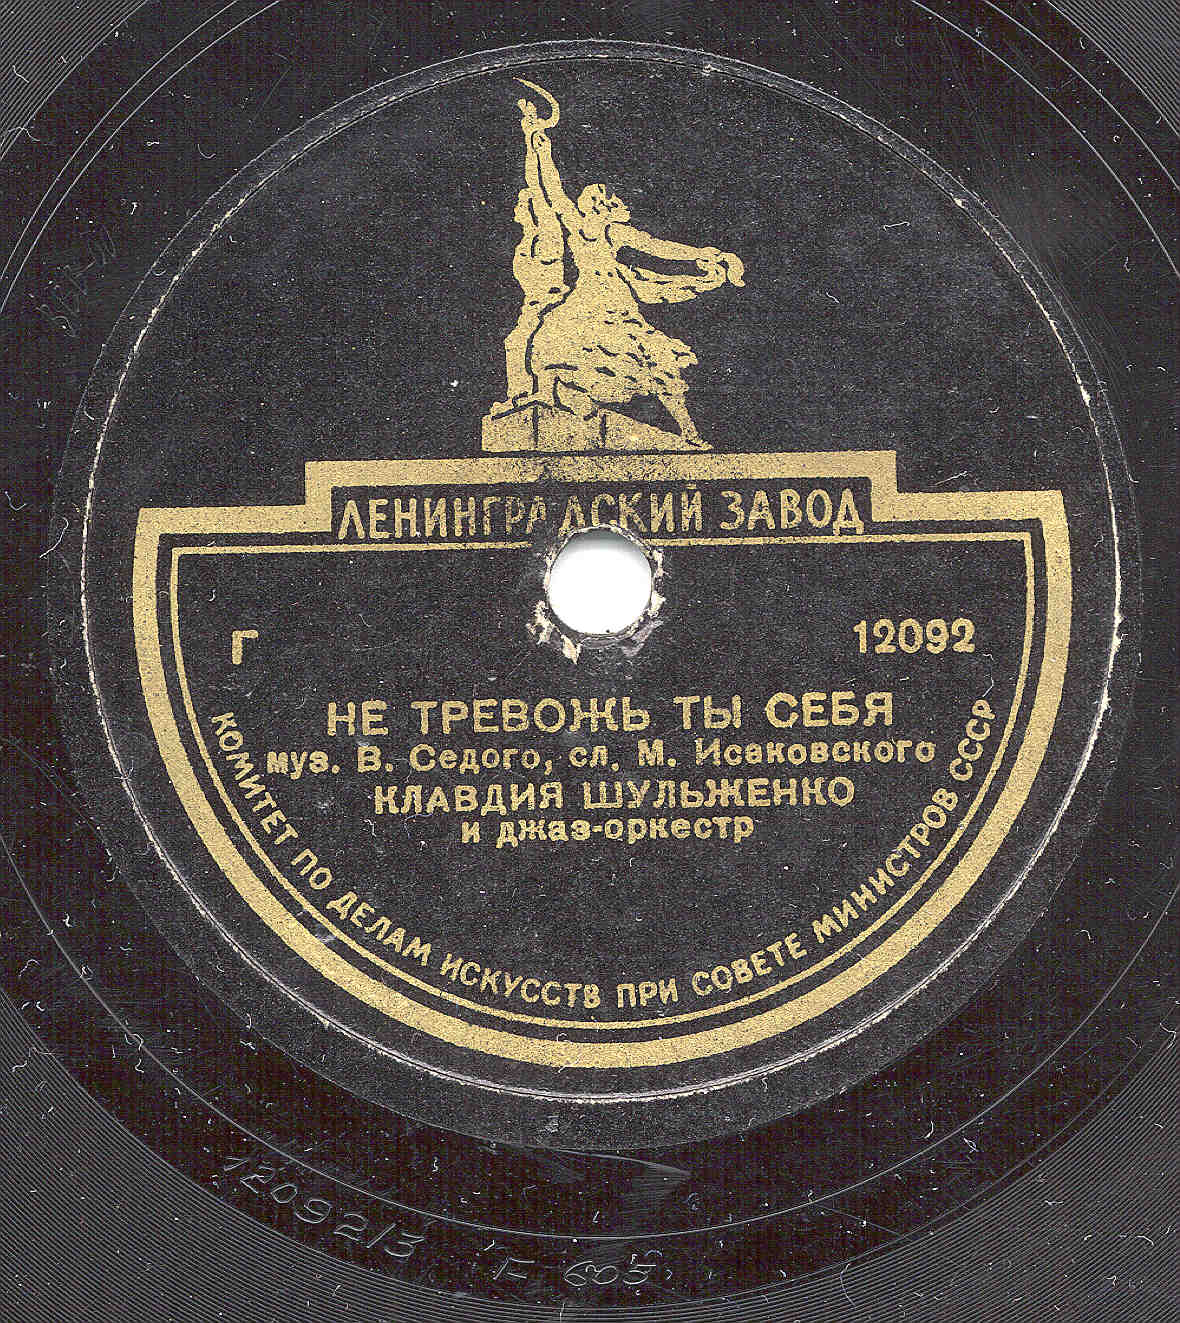 ЛЕНИНГРАДСКИЙ ЗАВОД
Г
12092
НЕ ТРЕВОЖЬ ТЫ СЕБЯ
муз. В. Седого, сл. М. Исаковского
КЛАВДИЯ ШУЛЬЖЕНКО
и джаз-оркестр
КОМИТЕТ ПО ДЕЛАМ ИСКУССТВ ПРИ СОВЕТЕ МИНИСТРОВ СССР
12092/3